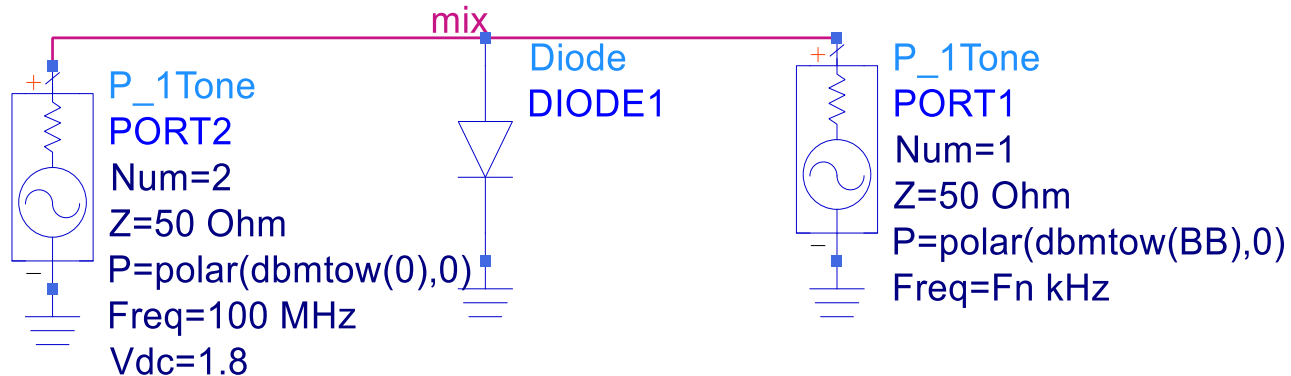 mix
P_1Tone
PORT2
Num=2
Z=50 Ohm
P=polar(dbmtow(0),0)
Freq=100 MHz
Vdc=1.8
Diode
DIODE1
P_1Tone
PORT1
Num=1
Z=50 Ohm
P=polar(dbmtow(BB),0)
Freq=Fn kHz